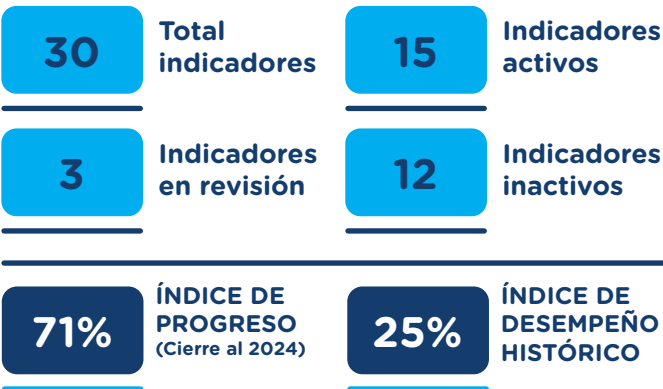 30
Total
indicadores
15
Indicadores
activos
3
Indicadores
en revisión
12
Indicadores
inactivos
71%
ÍNDICE DE
PROGRESO
(Cierre al 2024)
25%
ÍNDICE DE
DESEMPEÑO
HISTÓRICO